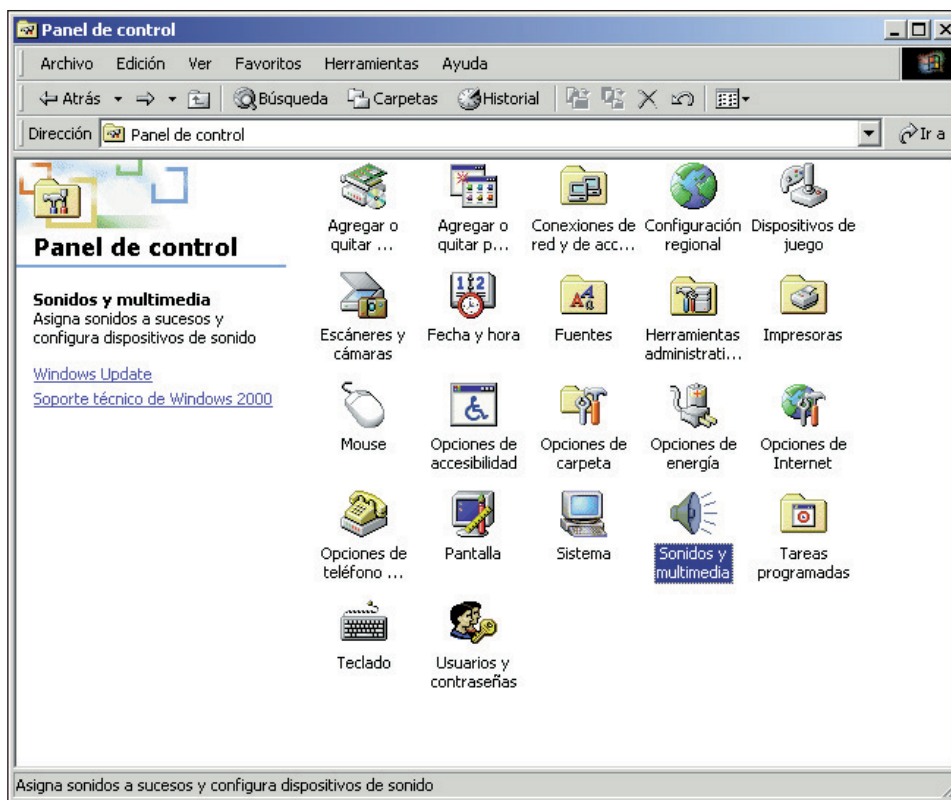 Panel de control
Archivo Edición Ver Favoritos Herramientas Ayuda
Atrás Búsqueda Carpetas Historial
Dirección Panel de control Ir a
Panel de control
Sonidos y multimedia
Asigna sonidos a sucesos y
configura dispositivos de sonido
Windows Update
Soporte técnico de Windows 2000
Agregar o
quitar ...
Agregar o
quitar p...
Conexiones de
red y de acc...
Configuración
regional
Dispositivos de
juego
Escáneres y
cámaras
Fecha y hora
Fuentes
Herramientas
administrati...
Impresoras
Mouse
Opciones de
accesibilidad
Opciones de
carpeta
Opciones de
energía
Opciones de
Internet
Opciones de
teléfono ...
Pantalla
Sistema
Sonidos y
multimedia
Tareas
programadas
Teclado
Usuarios y
contraseñas
Asigna sonidos a sucesos y configura dispositivos de sonido